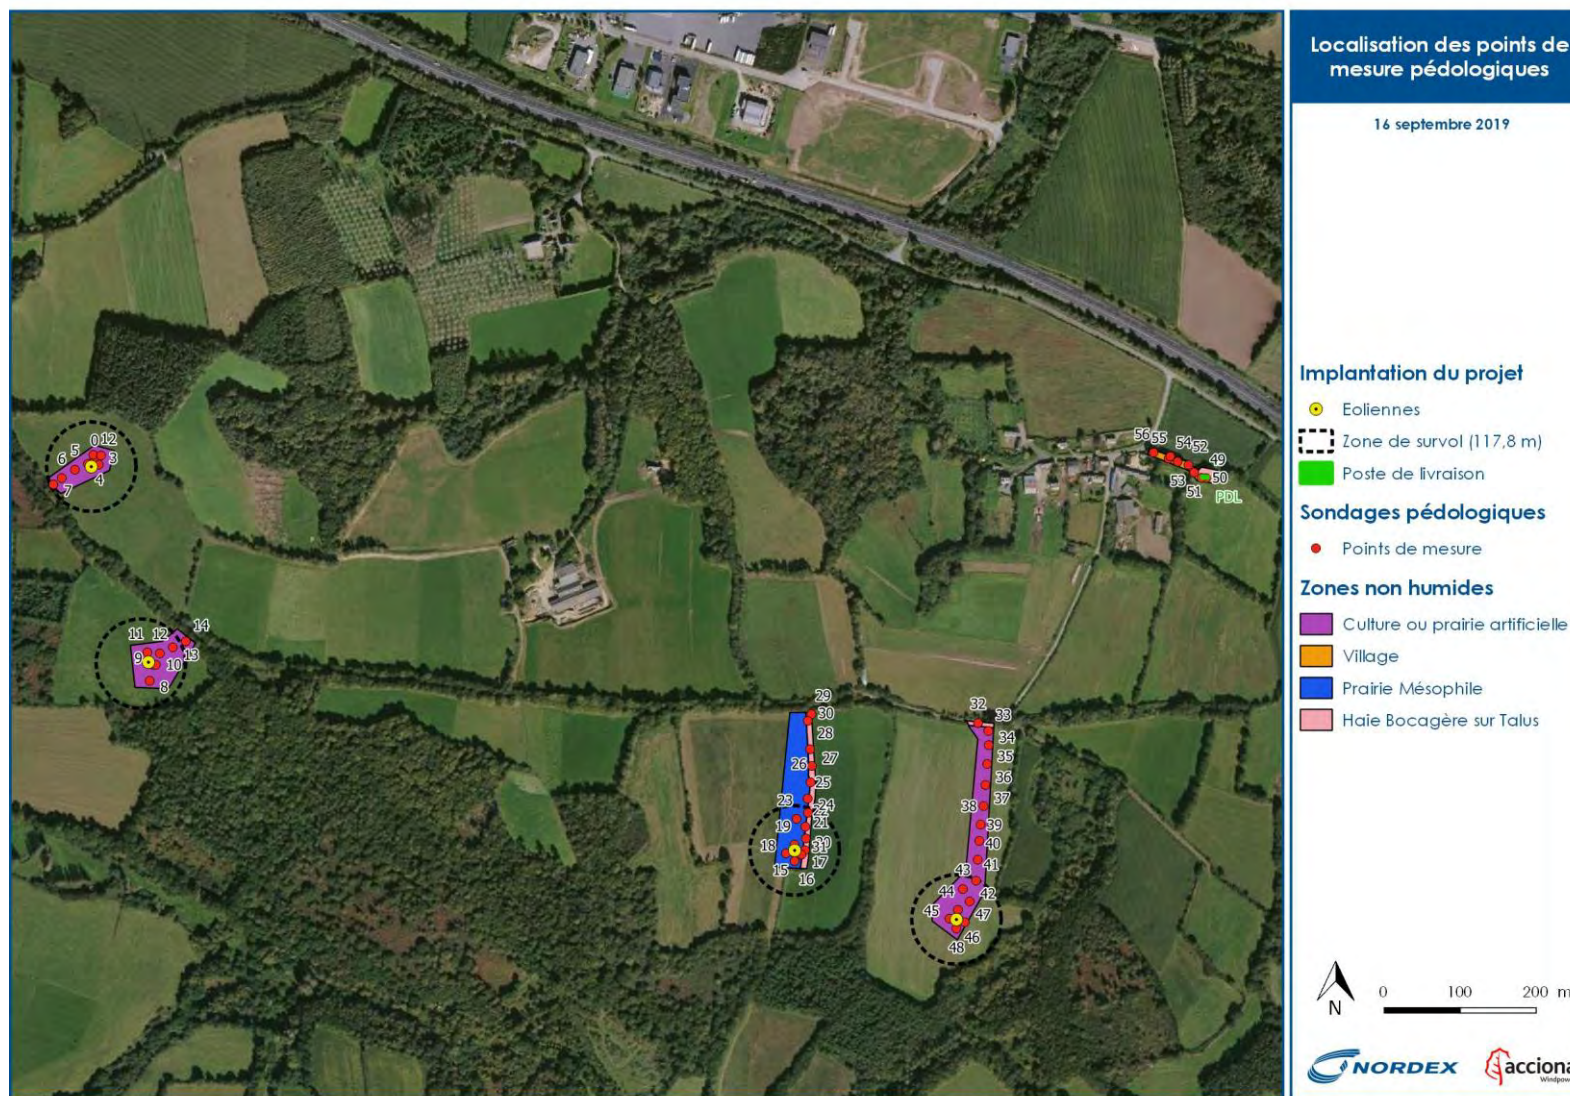 Localisation des points de
mesure pédologiques
16 septembre 2019
Implantation du projet
Eoliennes
Zone de survol (117,8 m)
Poste de livraison
Sondages pédologiques
Points de mesure
Zones non humides
Culture ou prairie artificielle
Village
Prairie Mésophile
Haie Bocagère sur Talus
N
0 100 200 m
NORDEX
acciona
Windpow
0 12
5
3
6
4
7
56 55 54 52
49
53
50
51
PDL
14
11 12
13
9
10
8
29
30
28
27
26
25
23
24
22
19
21
20
18
31
17
15
16
32
33
34
35
36
37
38
39
40
41
43
42
44
45
47
46
48